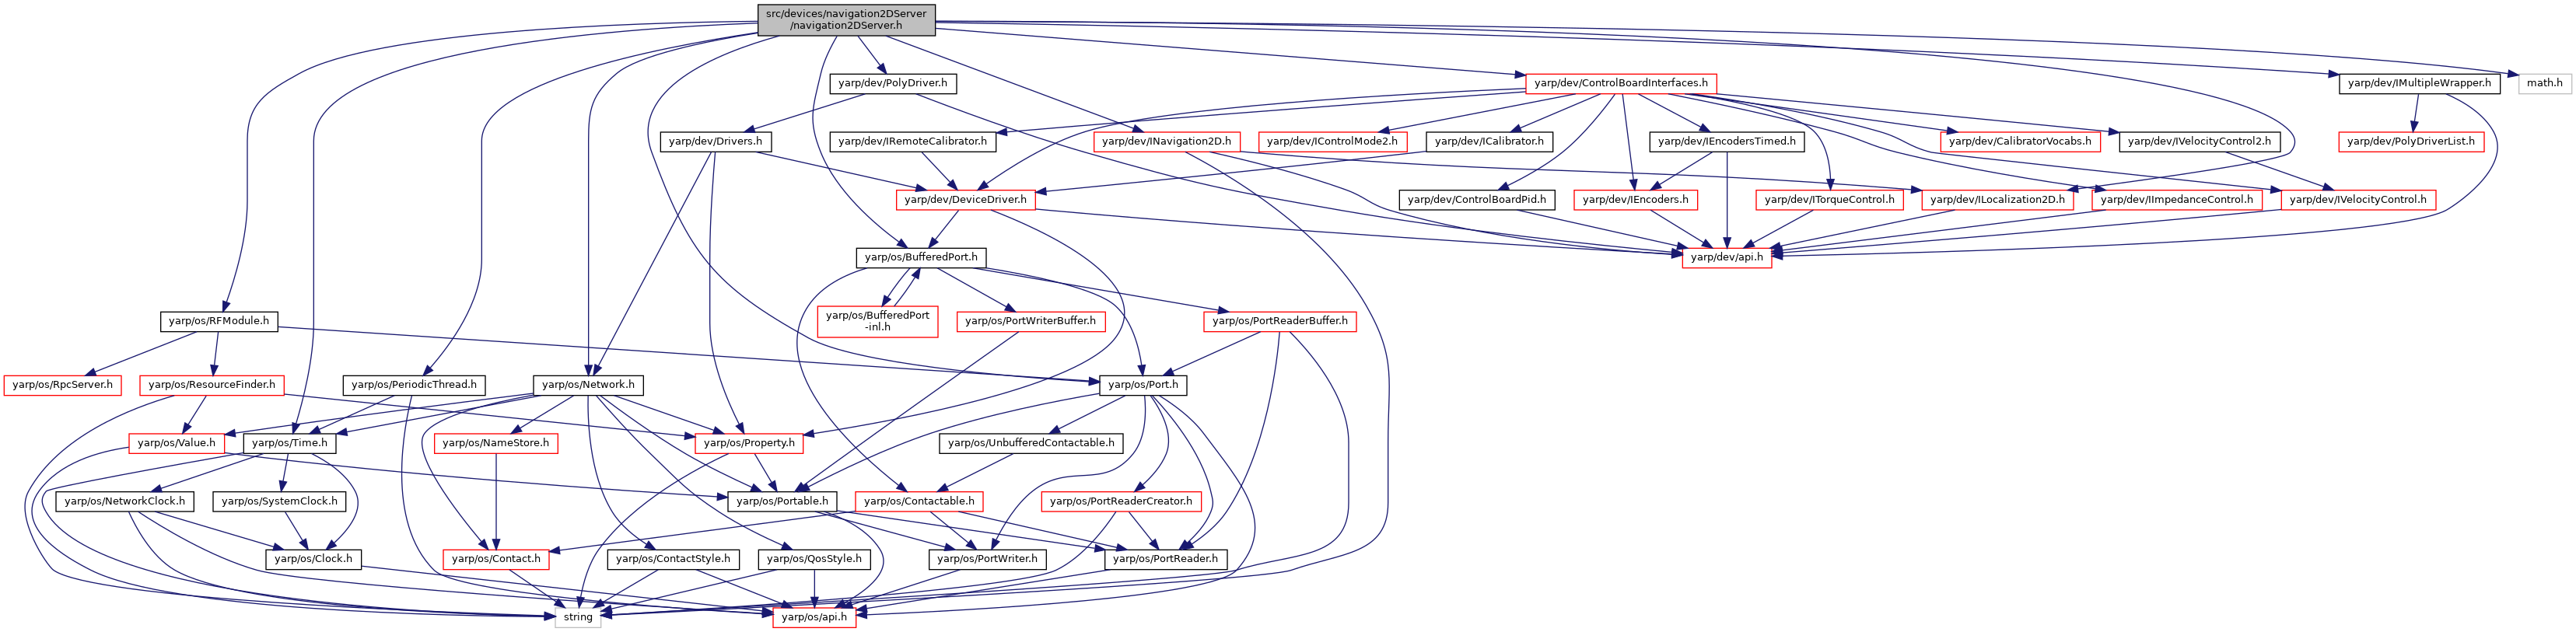 src/devices/navigation2DServer
/navigation2DServer.h
yarp/dev/PolyDriver.h
yarp/dev/ControlBoardInterfaces.h
yarp/dev/IMultipleWrapper.h
math.h
yarp/dev/Drivers.h
yarp/dev/IRemoteCalibrator.h
yarp/dev/INavigation2D.h
yarp/dev/IControlMode2.h
yarp/dev/ICalibrator.h
yarp/dev/IEncodersTimed.h
yarp/dev/CalibratorVocabs.h
yarp/dev/IVelocityControl2.h
yarp/dev/PolyDriverList.h
yarp/dev/DeviceDriver.h
yarp/dev/ControlBoardPid.h
yarp/dev/IEncoders.h
yarp/dev/ITorqueControl.h
yarp/dev/ILocalization2D.h
yarp/dev/IImpedanceControl.h
yarp/dev/IVelocityControl.h
yarp/os/BufferedPort.h
yarp/dev/api.h
yarp/os/RFModule.h
yarp/os/BufferedPort
-inl.h
yarp/os/PortWriterBuffer.h
yarp/os/PortReaderBuffer.h
yarp/os/RpcServer.h
yarp/os/ResourceFinder.h
yarp/os/PeriodicThread.h
yarp/os/Network.h
yarp/os/Port.h
yarp/os/Value.h
yarp/os/Time.h
yarp/os/NameStore.h
yarp/os/Property.h
yarp/os/UnbufferedContactable.h
yarp/os/NetworkClock.h
yarp/os/SystemClock.h
yarp/os/Portable.h
yarp/os/Contactable.h
yarp/os/PortReaderCreator.h
yarp/os/Clock.h
yarp/os/Contact.h
yarp/os/ContactStyle.h
yarp/os/QosStyle.h
yarp/os/PortWriter.h
yarp/os/PortReader.h
string
yarp/os/api.h